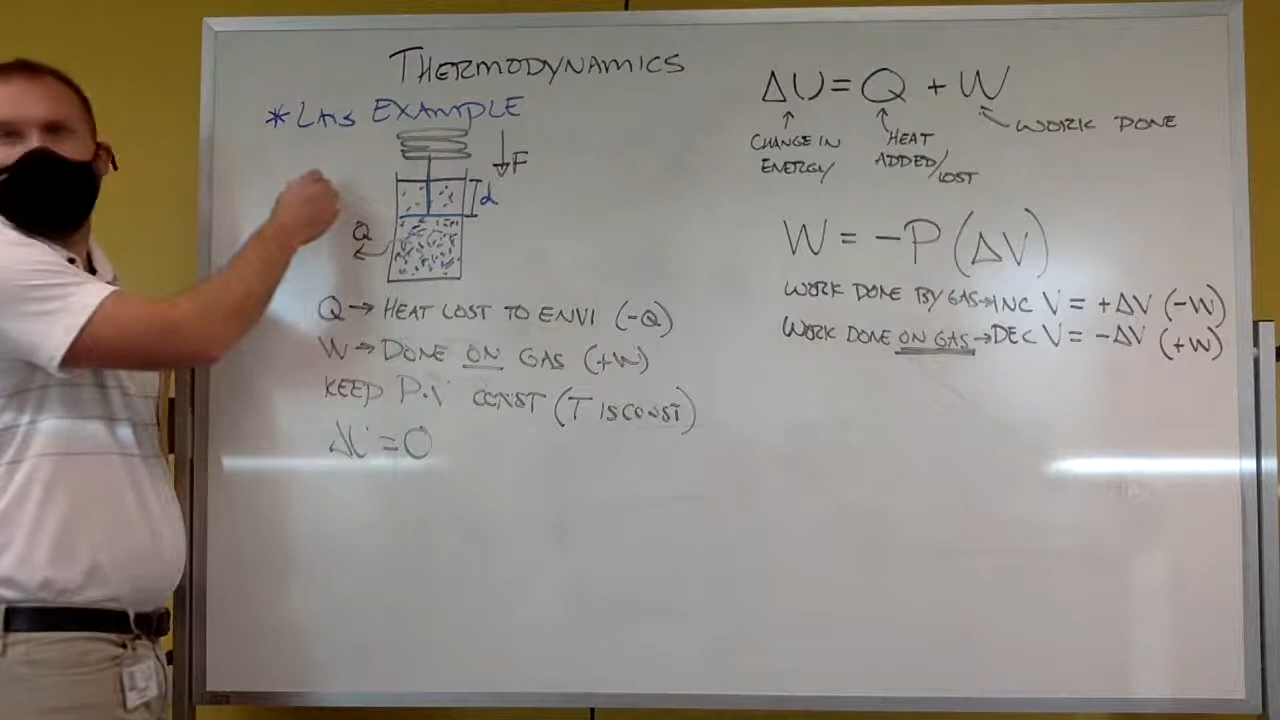 THERMODYNAMICS
* LAB EXAMPLE
F
d
Q
Q → HEAT LOST TO ENVI (-Q)
W → DONE ON GAS (+W)
KEEP P.V CONST (T IS CONST)
ΔU = 0
ΔU = Q + W
CHANGE IN ENERGY
HEAT ADDED/LOST
WORK DONE
W = -P (ΔV)
WORK DONE BY GAS → INC V = +ΔV (-W)
WORK DONE ON GAS → DEC V = -ΔV (+W)